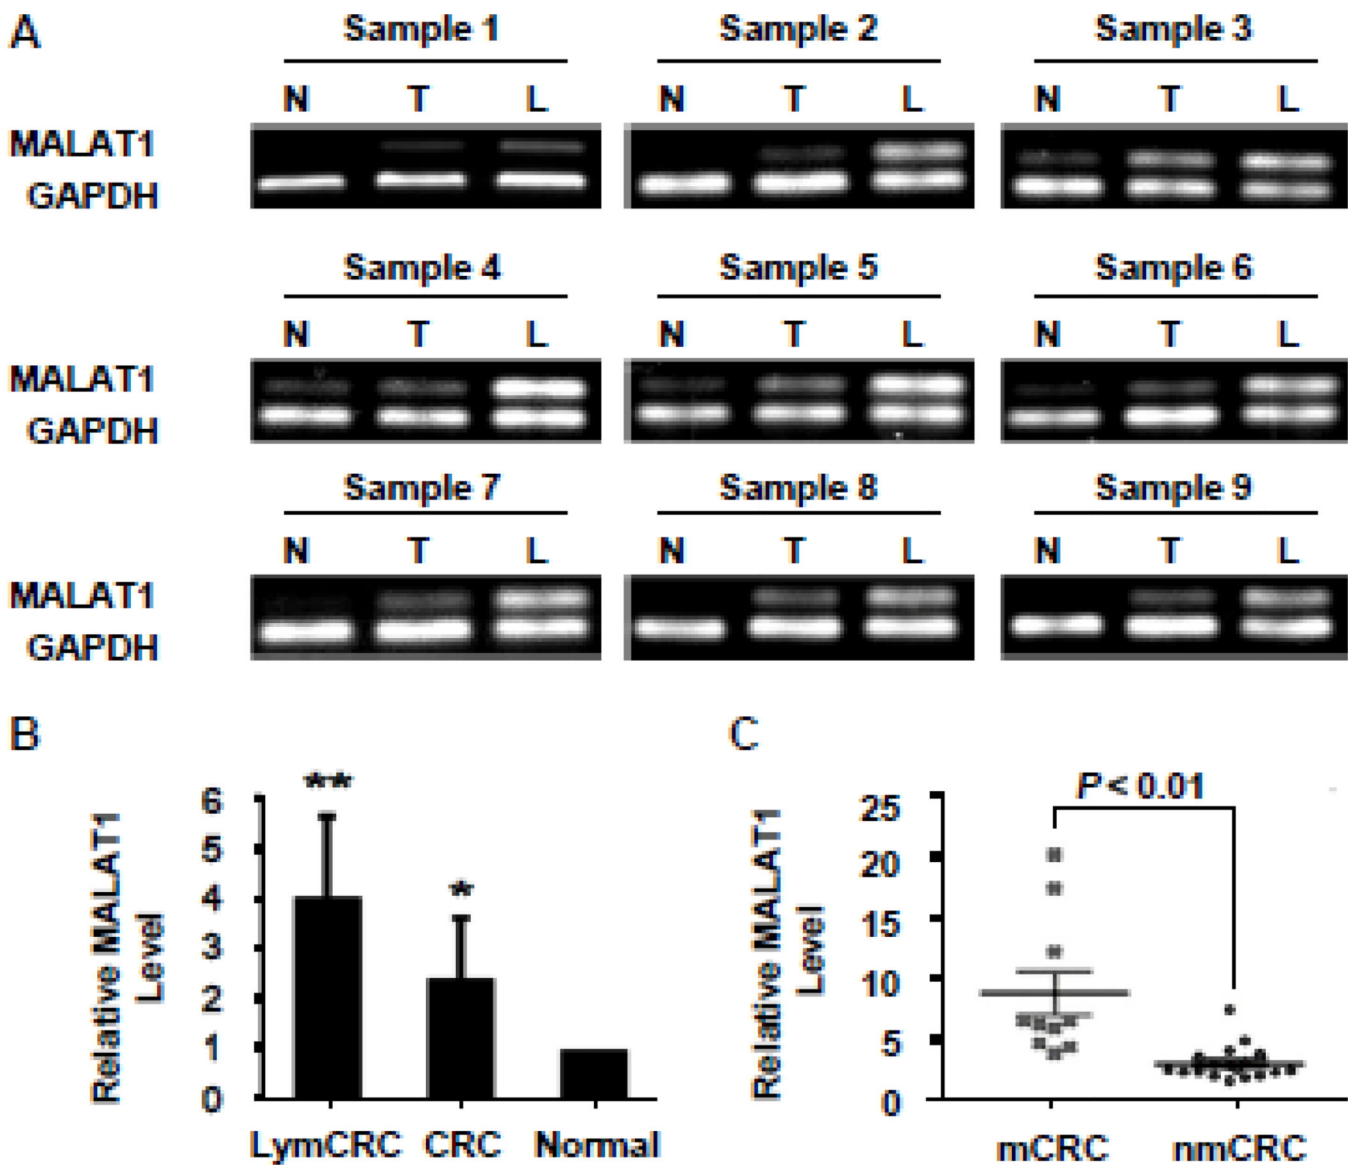 A
Sample 1 Sample 2 Sample 3
N T L N T L N T L
MALAT1
GAPDH
Sample 4 Sample 5 Sample 6
N T L N T L N T L
MALAT1
GAPDH
Sample 7 Sample 8 Sample 9
N T L N T L N T L
MALAT1
GAPDH
B
Relative MALAT1
Level
6
5
4
3
2
1
0
**
*
LymCRC CRC Normal
C
Relative MALAT1
Level
25
20
15
10
5
0
P < 0.01
mCRC nmCRC